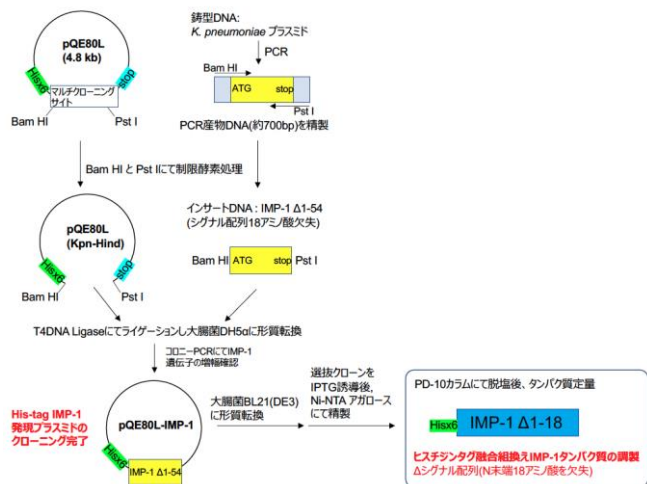 pQE80L
(4.8 kb)
Hisx6
stop
マルチクローニング
サイト
Bam HI
Pst I
鋳型DNA:
K. pneumoniae プラスミド
PCR
Bam HI
ATG stop
Pst I
PCR産物DNA(約700bp)を精製
Bam HI と Pst Iにて制限酵素処理
pQE80L
(Kpn-Hind)
Hisx6
stop
Bam HI
Pst I
インサートDNA : IMP-1 Δ1-54
(シグナル配列18アミノ酸欠失)
Bam HI ATG stop Pst I
T4DNA Ligaseにてライゲーションし大腸菌DH5αに形質転換
コロニーPCRにてIMP-1
遺伝子の増幅確認
His-tag IMP-1
発現プラスミドの
クローニング完了
pQE80L-IMP-1
Hisx6
IMP-1 Δ1-54
大腸菌BL21(DE3)
に形質転換
選抜クローンを
IPTG誘導後,
Ni-NTA アガロース
にて精製
PD-10カラムにて脱塩後、タンパク質定量
Hisx6 IMP-1 Δ1-18
ヒスチジンタグ融合組換えIMP-1タンパク質の調製
Δシグナル配列(N末端18アミノ酸を欠失)